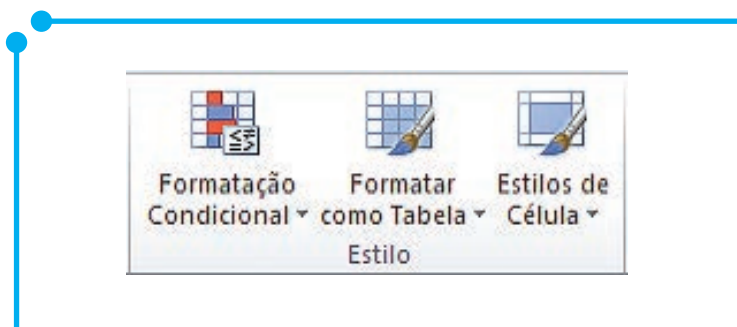 Formatação
Condicional
Formatar
como Tabela
Estilos de
Célula
Estilo